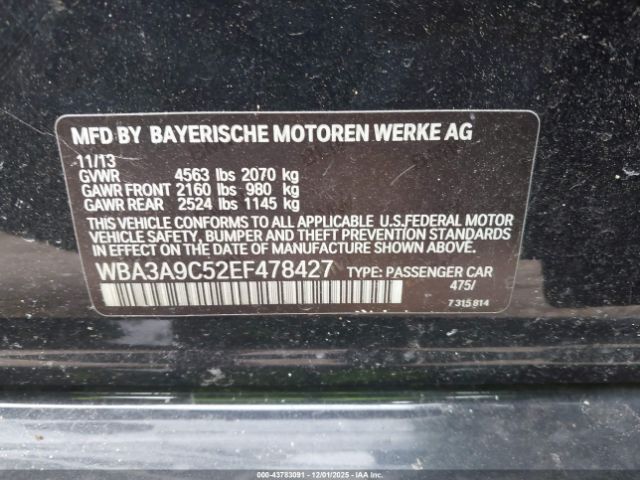 MFD BY BAYERISCHE MOTOREN WERKE AG
11/13
GVWR 4563 lbs 2070 kg
GAWR FRONT 2160 lbs 980 kg
GAWR REAR 2524 lbs 1145 kg
THIS VEHICLE CONFORMS TO ALL APPLICABLE U.S.FEDERAL MOTOR
VEHICLE SAFETY, BUMPER AND THEFT PREVENTION STANDARDS
IN EFFECT ON THE DATE OF MANUFACTURE SHOWN ABOVE.
WBA3A9C52EF478427 TYPE: PASSENGER CAR
475/
7 315 814
000-43783091 - 12/01/2025 - IAA, Inc.